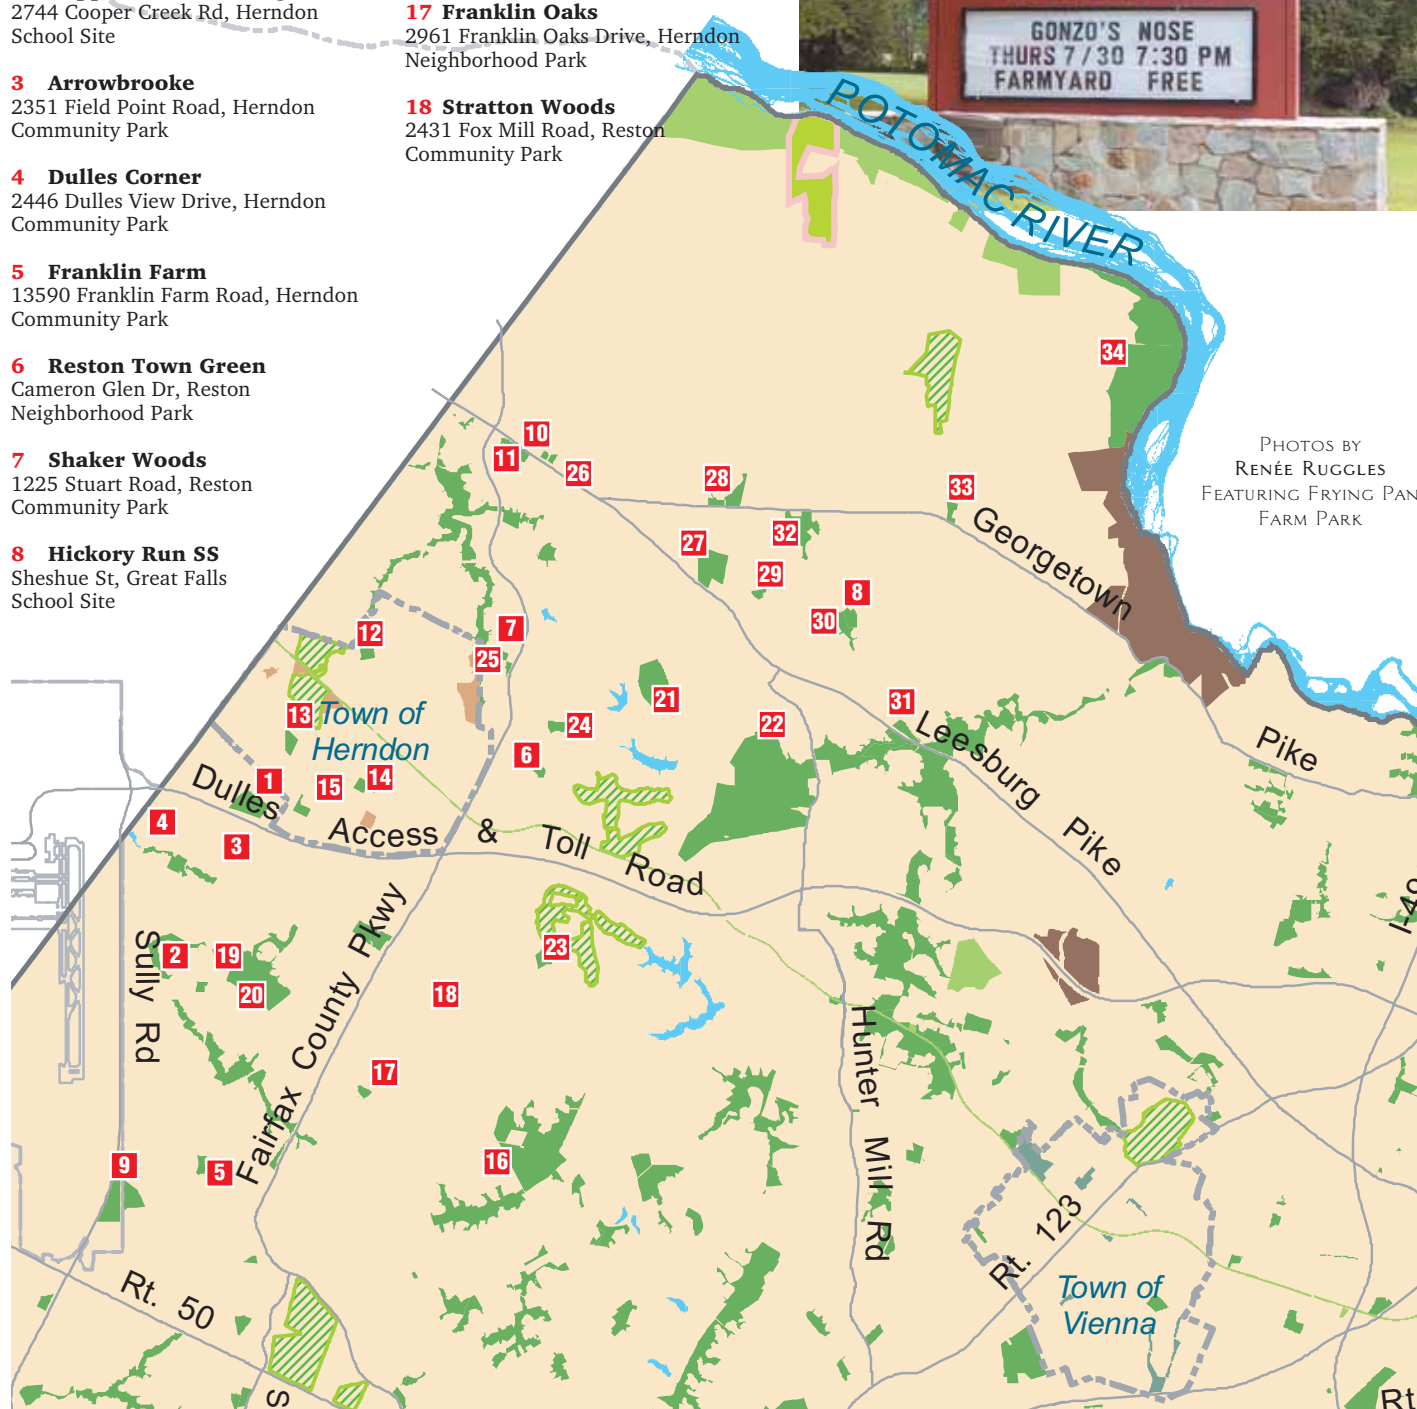 2744 Cooper Creek Rd, Herndon
School Site
3 Arrowbrooke
2351 Field Point Road, Herndon
Community Park
4 Dulles Corner
2446 Dulles View Drive, Herndon
Community Park
5 Franklin Farm
13590 Franklin Farm Road, Herndon
Community Park
6 Reston Town Green
Cameron Glen Dr, Reston
Neighborhood Park
7 Shaker Woods
1225 Stuart Road, Reston
Community Park
8 Hickory Run SS
Sheshue St, Great Falls
School Site
17 Franklin Oaks
2961 Franklin Oaks Drive, Herndon
Neighborhood Park
18 Stratton Woods
2431 Fox Mill Road, Reston
Community Park
GONZO'S NOSE
THURS 7/30 7:30 PM
FARMYARD FREE
POTOMAC RIVER
34
PHOTOS BY
RENÉE RUGGLES
FEATURING FRYING PAN
FARM PARK
10
11
26
28
33
Georgetown
32
27
29
8
30
12
7
25
21
31
13
Town of
Herndon
24
22
Leesburg
6
Pike
1
15
14
Dulles
4
3
Access & Toll Road
Pike
I-49
Fairfax County Pkwy
Sully Rd
2
19
20
23
18
17
Hunter Mill Rd
9
5
16
Rt. 123
Rt. 50
Town of
Vienna
S
Rt